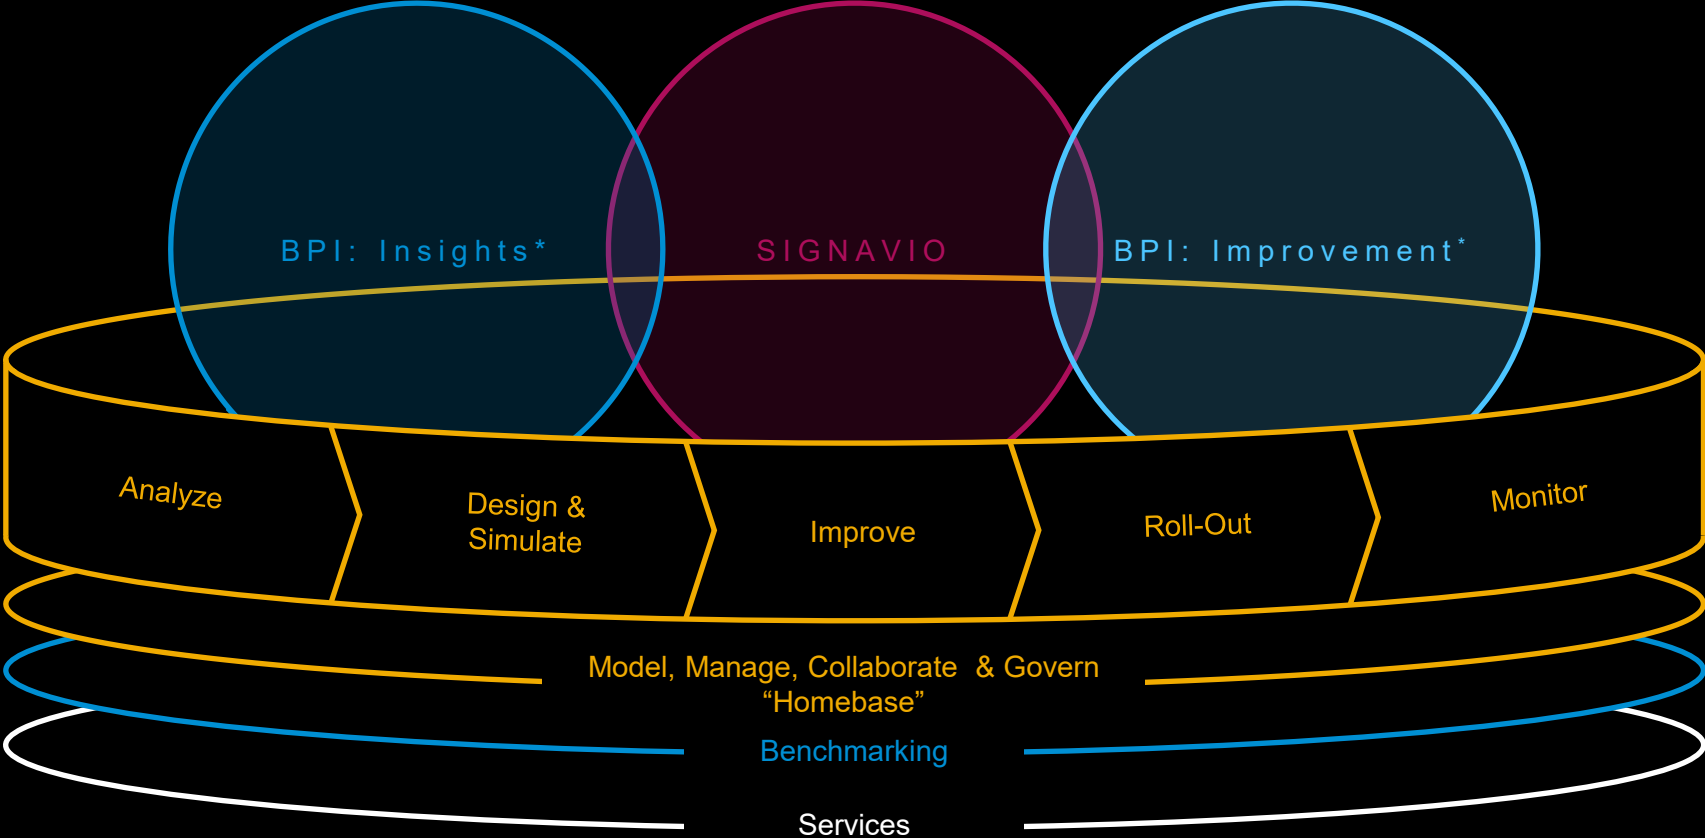 BPI: Insights*
SIGNAVIO
BPI: Improvement*
Analyze
Design &
Simulate
Improve
Roll-Out
Monitor
Model, Manage, Collaborate & Govern
“Homebase”
Benchmarking
Services